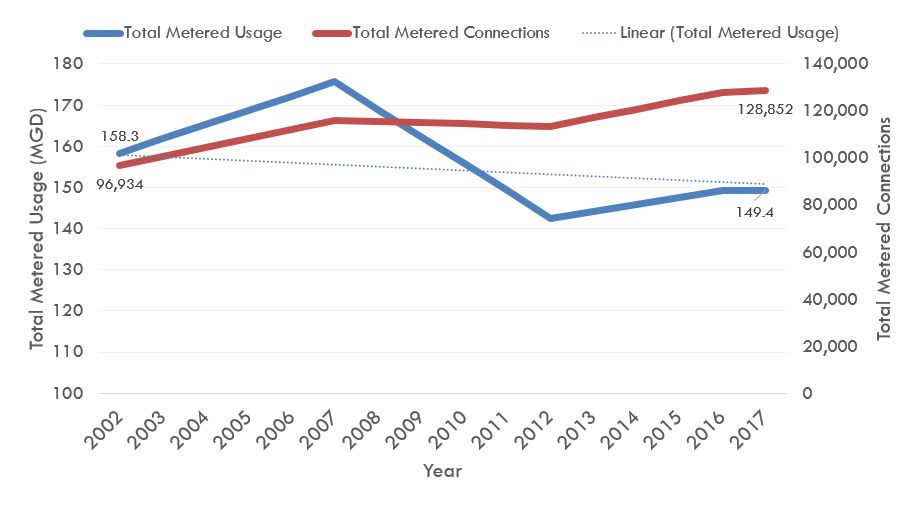 Total Metered Usage Total Metered Connections Linear (Total Metered Usage)
180 140,000
170 120,000
160 100,000
150 80,000
140 60,000
130 40,000
120 20,000
110 0
100
158.3
96,934
128,852
149.4
Total Metered Usage (MGD)
Total Metered Connections
2002 2003 2004 2005 2006 2007 2008 2009 2010 2011 2012 2013 2014 2015 2016 2017
Year